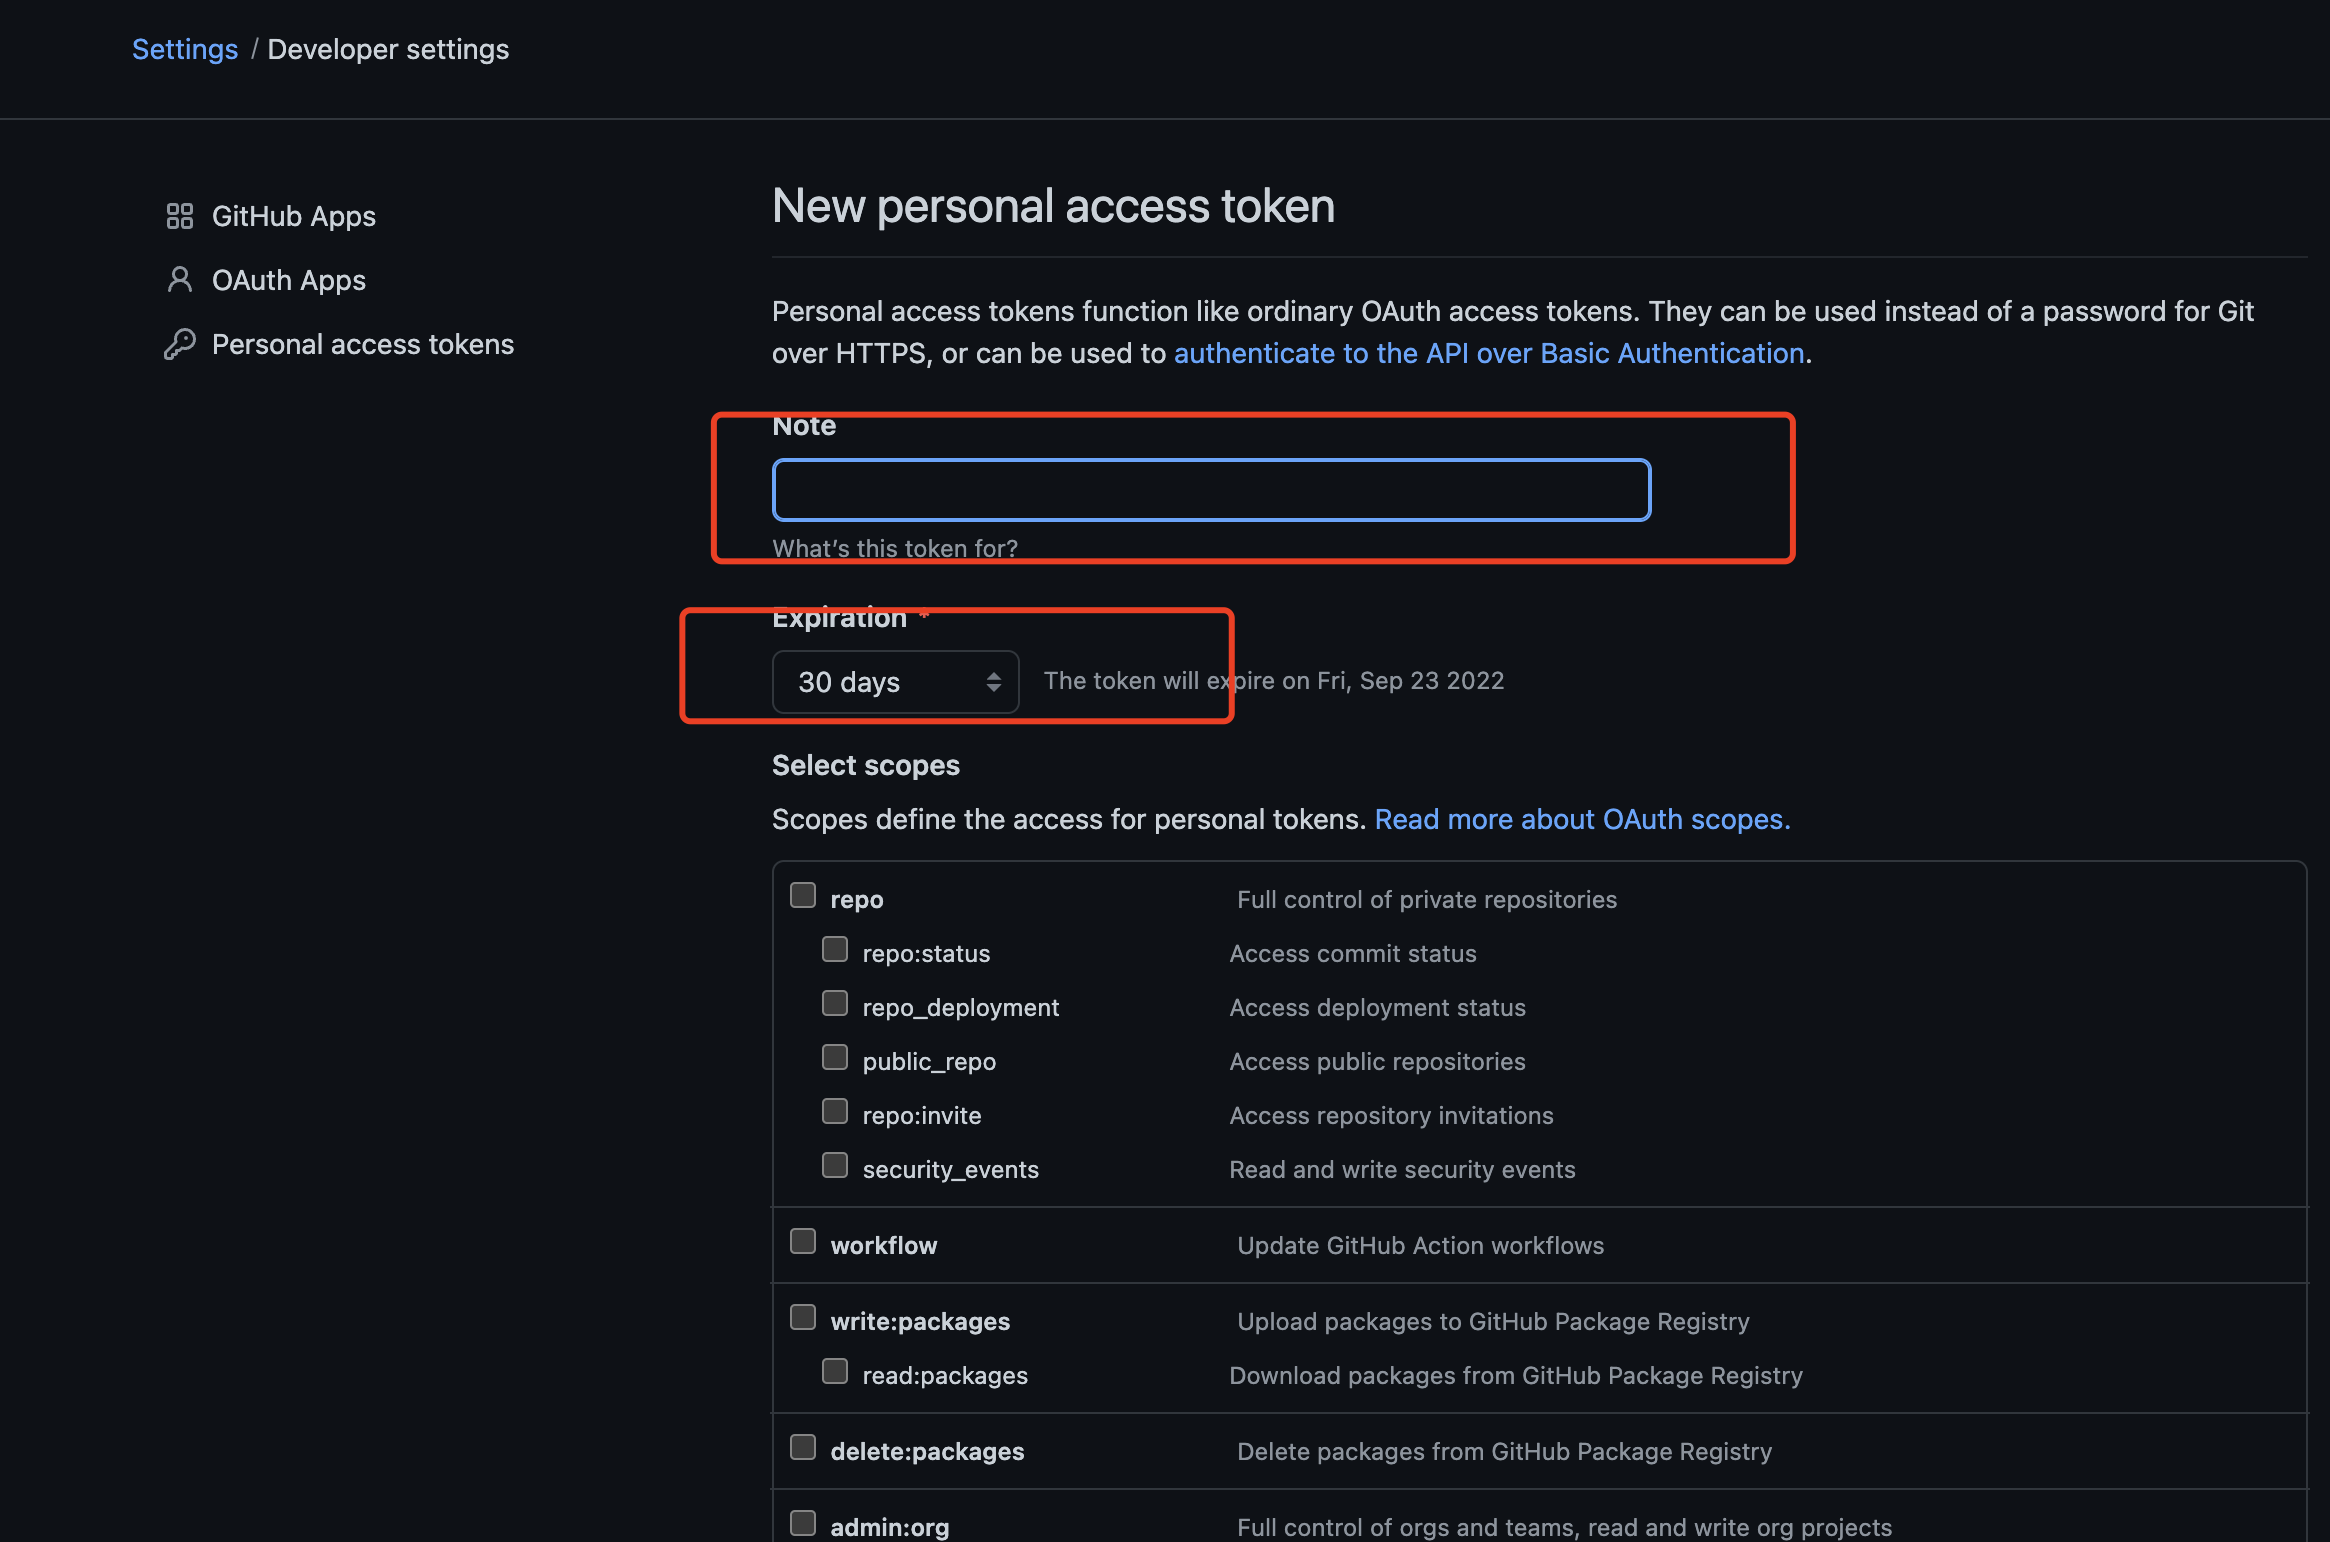 Settings / Developer settings
GitHub Apps
OAuth Apps
Personal access tokens
New personal access token
Personal access tokens function like ordinary OAuth access tokens. They can be used instead of a password for Git
over HTTPS, or can be used to authenticate to the API over Basic Authentication.
Note
What's this token for?
Expiration *
30 days The token will expire on Fri, Sep 23 2022
Select scopes
Scopes define the access for personal tokens. Read more about OAuth scopes.
repo Full control of private repositories
repo:status Access commit status
repo_deployment Access deployment status
public_repo Access public repositories
repo:invite Access repository invitations
security_events Read and write security events
workflow Update GitHub Action workflows
write:packages Upload packages to GitHub Package Registry
read:packages Download packages from GitHub Package Registry
delete:packages Delete packages from GitHub Package Registry
admin:org Full control of orgs and teams, read and write org projects